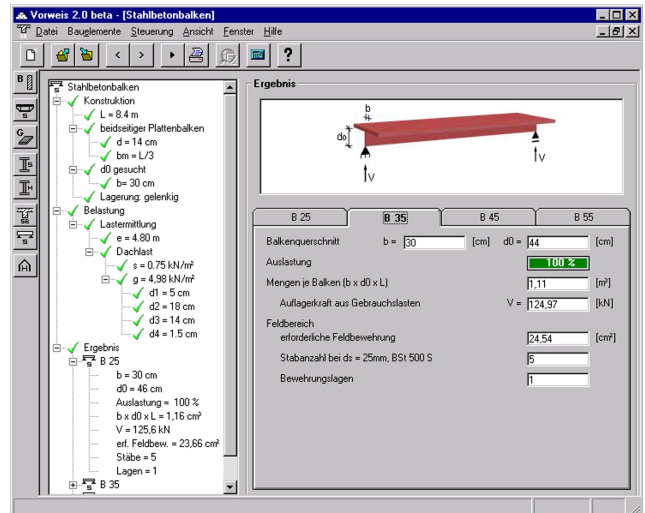 Vorweis 2.0 beta - [Stahlbetonbalken]
Datei Bauelemente Steuerung Ansicht Fenster Hilfe
Stahlbetonbalken
Konstruktion
L = 8.4 m
beidseitiger Plattenbalken
d = 14 cm
bm = L/3
d0 gesucht
b= 30 cm
Lagerung: gelenkig
Belastung
Lastermittlung
e = 4.80 m
Dachlast
s = 0.75 kN/m²
g = 4,98 kN/m²
d1 = 5 cm
d2 = 18 cm
d3 = 14 cm
d4 = 1.5 cm
Ergebnis
B 25
b = 30 cm
d0 = 46 cm
Auslastung = 100 %
b x d0 x L = 1,16 cm³
V = 125,6 kN
erf. Feldbew. = 23,66 cm²
Stäbe = 5
Lagen = 1
B 35
Ergebnis
b
do
V
V
B 25 B 35 B 45 B 55
Balkenquerschnitt b = 30 [cm] d0 = 44 [cm]
Auslastung 100 %
Mengen je Balken (b x d0 x L) 1,11 [m³]
Auflagerkraft aus Gebrauchslasten V = 124,97 [kN]
Feldbereich
erforderliche Feldbewehrung 24,54 [cm²]
Stabanzahl bei ds = 25mm, BSt 500 S 5
Bewehrungslagen 1